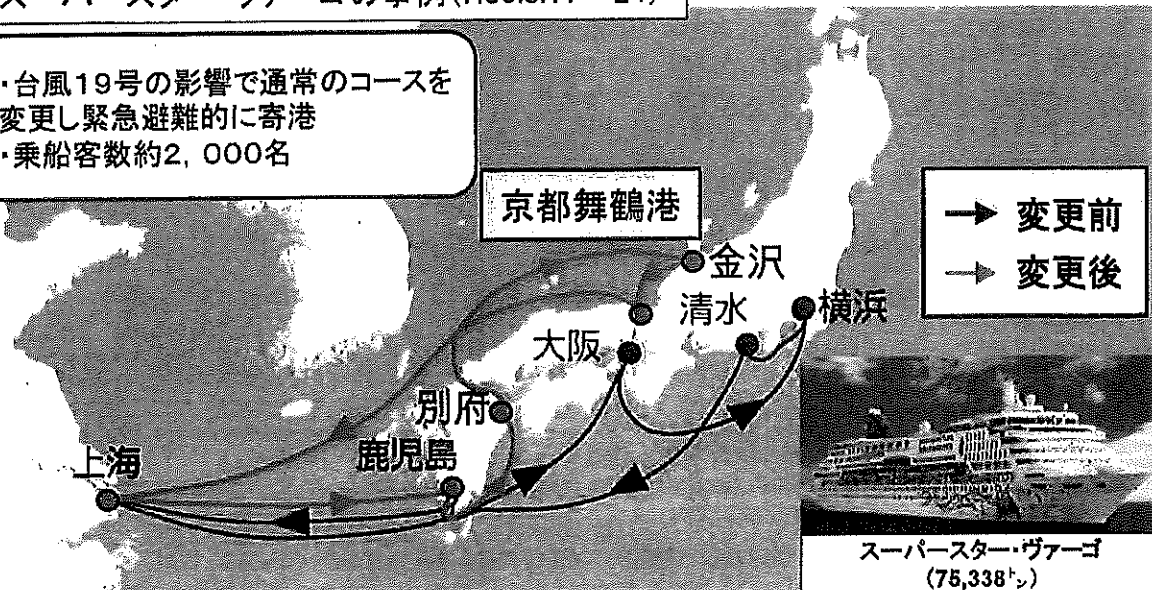 ・台風19号の影響で通常のコースを
変更し緊急避難的に寄港
・乗船客数約2,000名
京都舞鶴港
変更前
変更後
金沢
清水
横浜
大阪
別府
鹿児島
上海
スーパースター・ヴァーゴ
(75,338㌧)